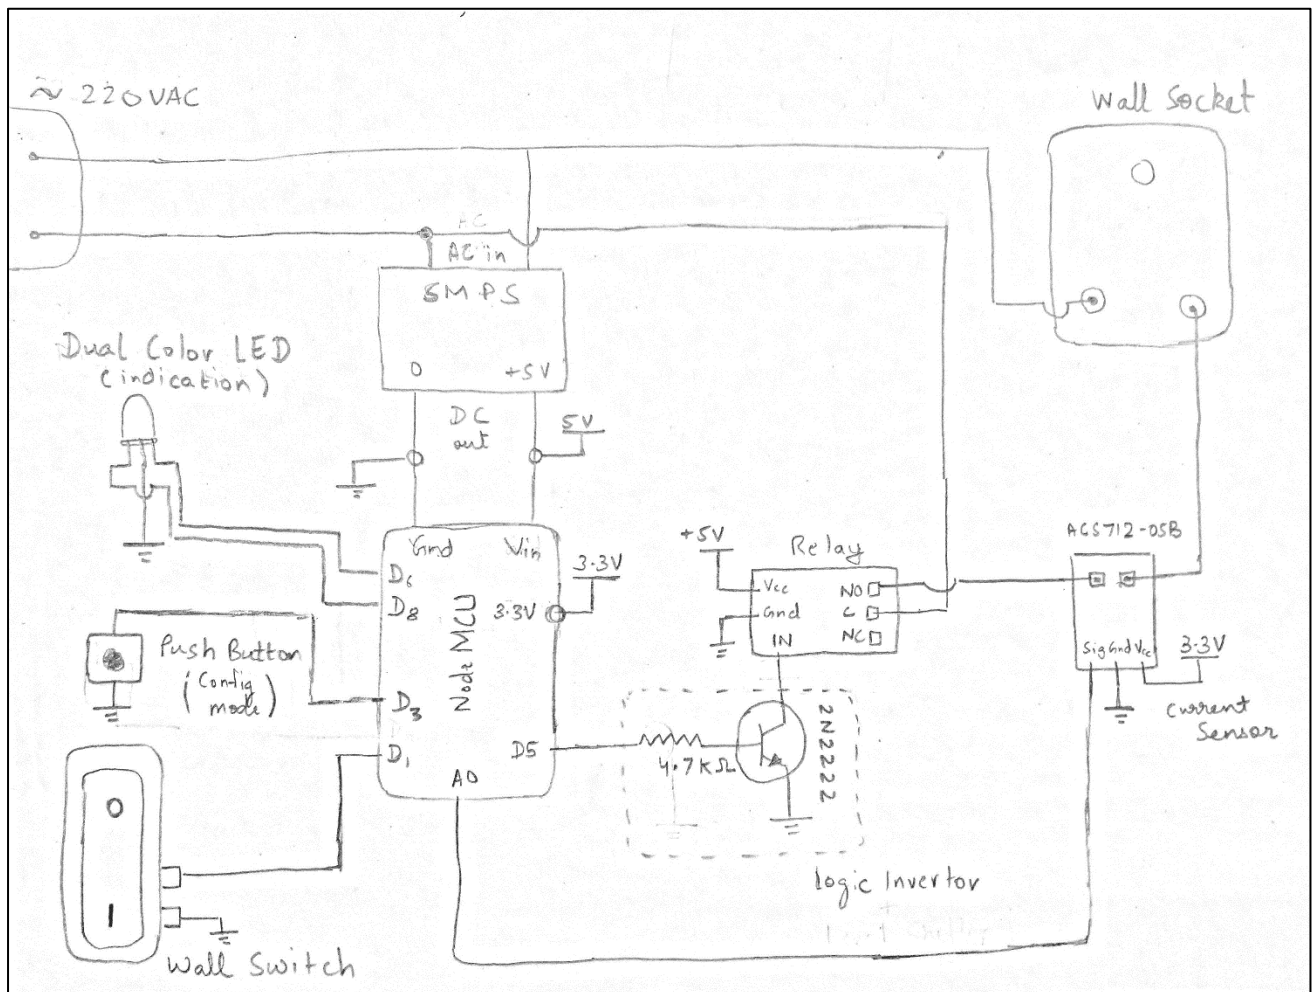 ≈ 220VAC
Wall Socket
AC
AC in
SMPS
0 +5V
DC
out
5V
Dual Color LED
(indication)
Gnd Vin
D6
D8
3.3V
3.3V
Node MCU
D3
D1
D5
A0
Push Button
(Config
mode)
Wall Switch
+5V
Relay
Vcc
Gnd
IN
NO
C
NC
4.7kΩ
2N2222
Logic Invertor
ACS712-05B
Sig Gnd Vcc
3.3V
Current
Sensor